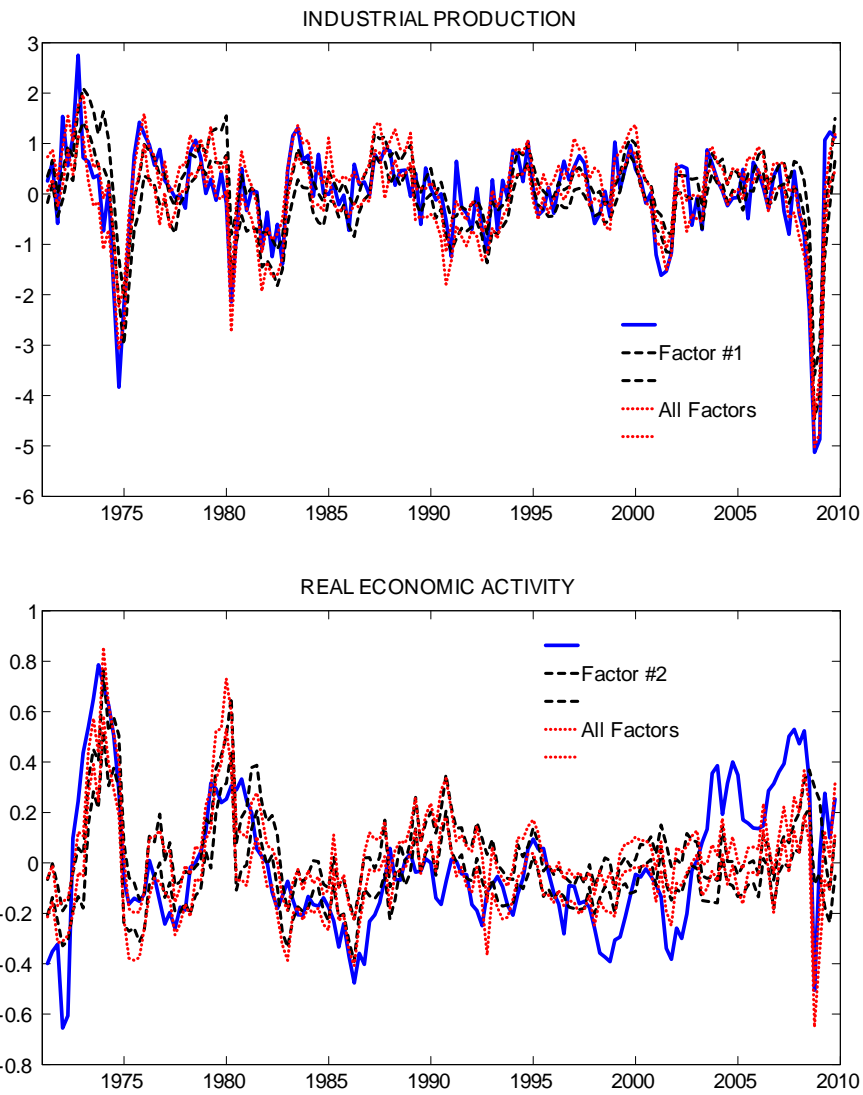 INDUSTRIAL PRODUCTION
3
2
1
0
-1
-2
-3
-4
-5
-6
Factor #1
All Factors
1975 1980 1985 1990 1995 2000 2005 2010
REAL ECONOMIC ACTIVITY
1
0.8
0.6
0.4
0.2
0
-0.2
-0.4
-0.6
-0.8
Factor #2
All Factors
1975 1980 1985 1990 1995 2000 2005 2010